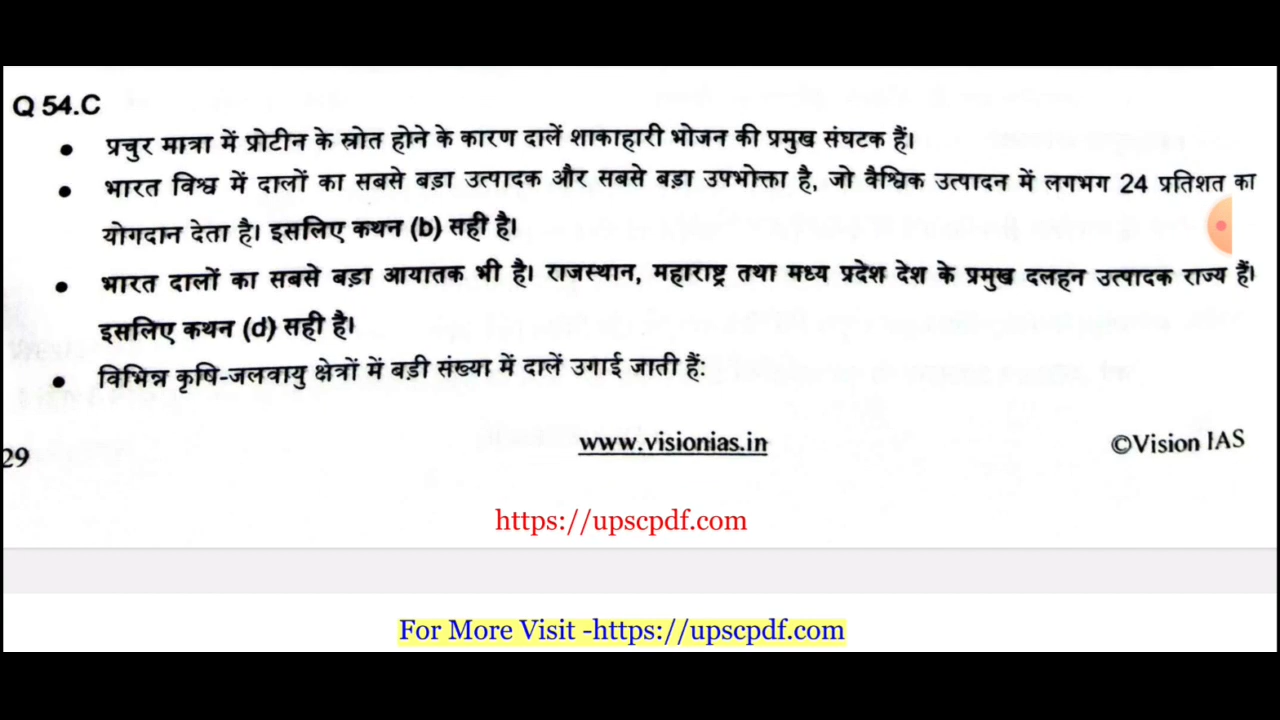 Q 54.C
• प्रचुर मात्रा में प्रोटीन के स्रोत होने के कारण दालें शाकाहारी भोजन की प्रमुख संघटक हैं।
• भारत विश्व में दालों का सबसे बड़ा उत्पादक और सबसे बड़ा उपभोक्ता है, जो वैश्विक उत्पादन में लगभग 24 प्रतिशत का
योगदान देता है। इसलिए कथन (b) सही है।
• भारत दालों का सबसे बड़ा आयातक भी है। राजस्थान, महाराष्ट्र तथा मध्य प्रदेश देश के प्रमुख दलहन उत्पादक राज्य हैं।
इसलिए कथन (d) सही है।
• विभिन्न कृषि-जलवायु क्षेत्रों में बड़ी संख्या में दालें उगाई जाती हैं:
29 www.visionias.in ©Vision IAS
https://upscpdf.com
For More Visit -https://upscpdf.com